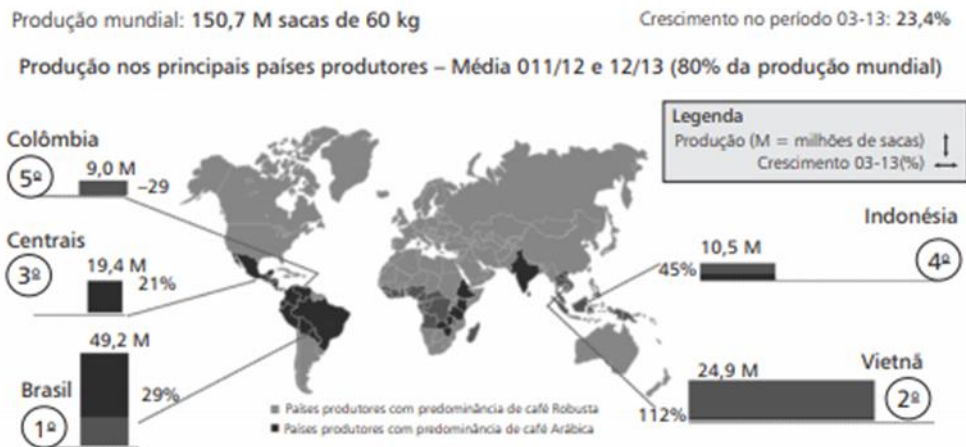 Produção mundial: 150,7 M sacas de 60 kg
Crescimento no período 03-13: 23,4%
Produção nos principais países produtores – Média 011/12 e 12/13 (80% da produção mundial)
Legenda
Produção (M = milhões de sacas)
Crescimento 03-13(%)
Colômbia
5º
9,0 M
–29
Centrais
3º
19,4 M
21%
Brasil
1º
49,2 M
29%
Indonésia
4º
10,5 M
45%
Vietnã
2º
24,9 M
112%
Países produtores com predominância de café Robusta
Países produtores com predominância de café Arábica